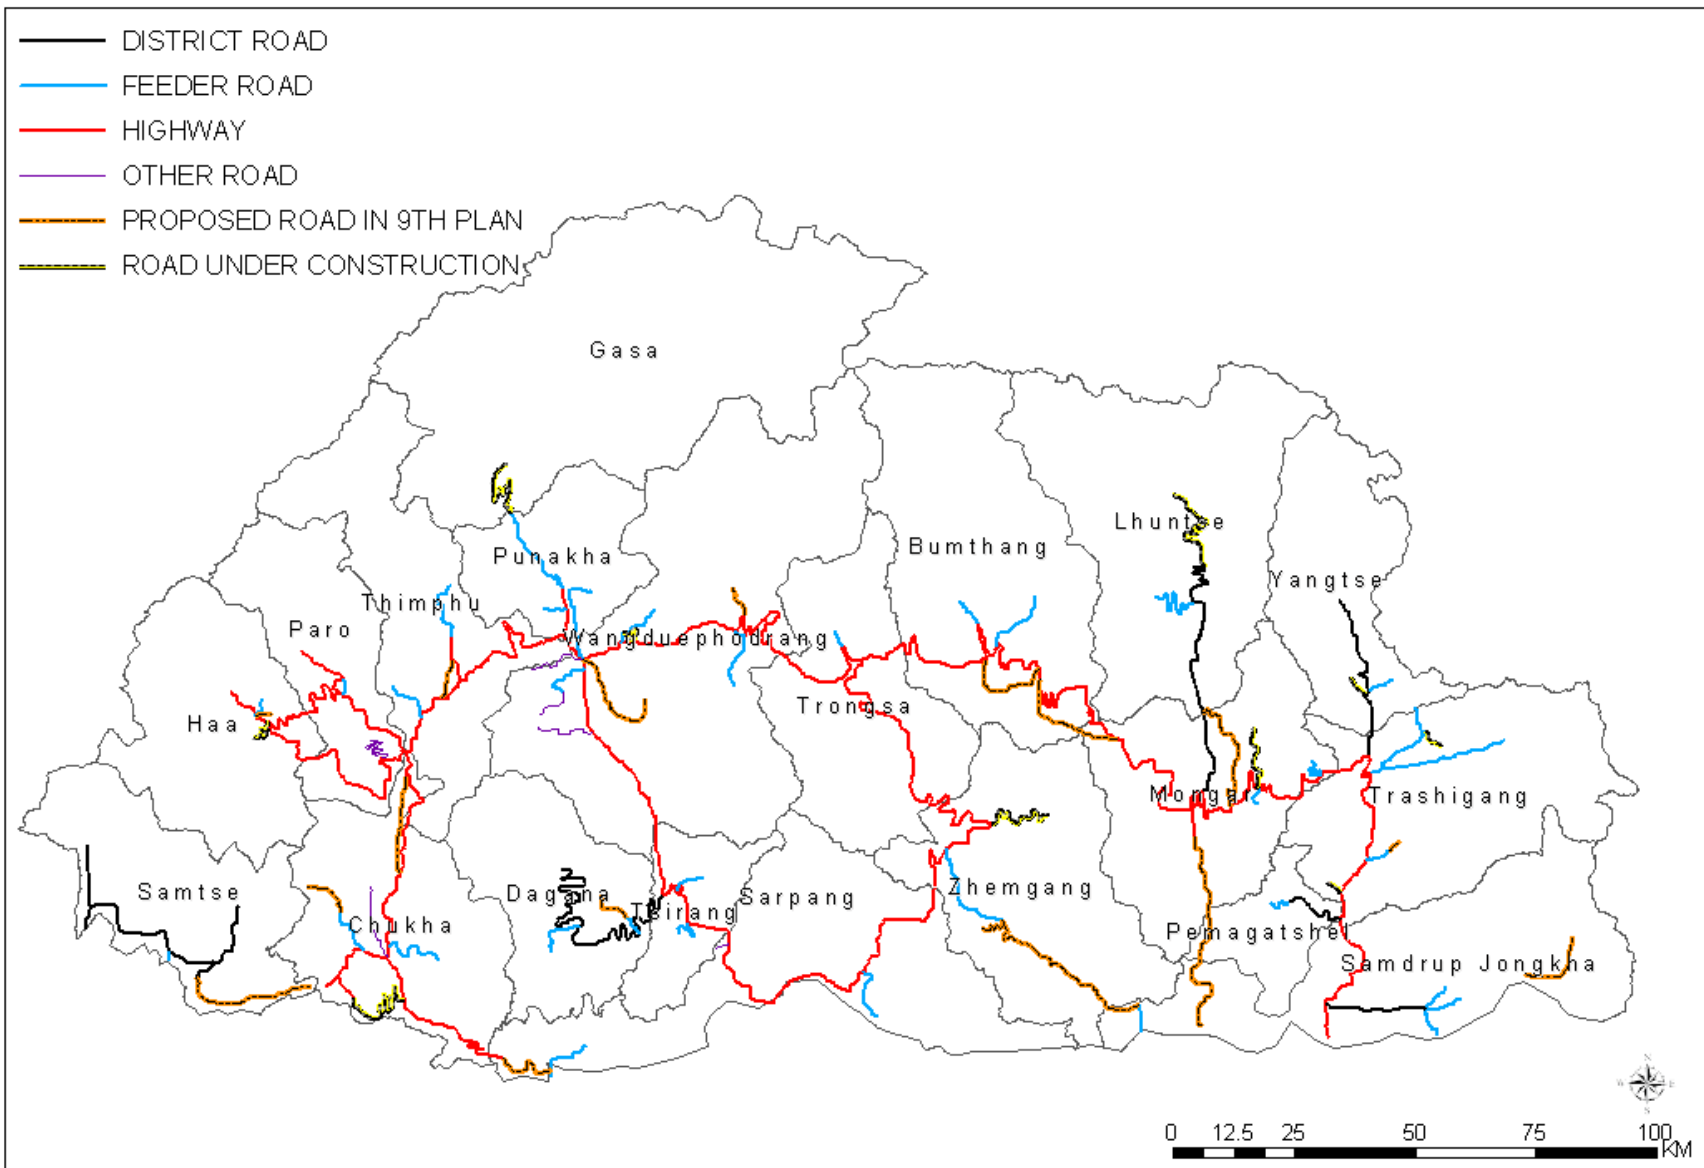 DISTRICT ROAD
FEEDER ROAD
HIGHWAY
OTHER ROAD
PROPOSED ROAD IN 9TH PLAN
ROAD UNDER CONSTRUCTION
Gasa
Lhuntse
Bumthang
Punakha
Yangtse
Thimphu
Paro
Wangduephodrang
Trongsa
Haa
Mongar
Trashigang
Samtse
Dagana
Zhemgang
Sarpang
Tsirang
Chukha
Pemagatshel
Samdrup Jongkha
N
W E
S
0 12.5 25 50 75 100
KM